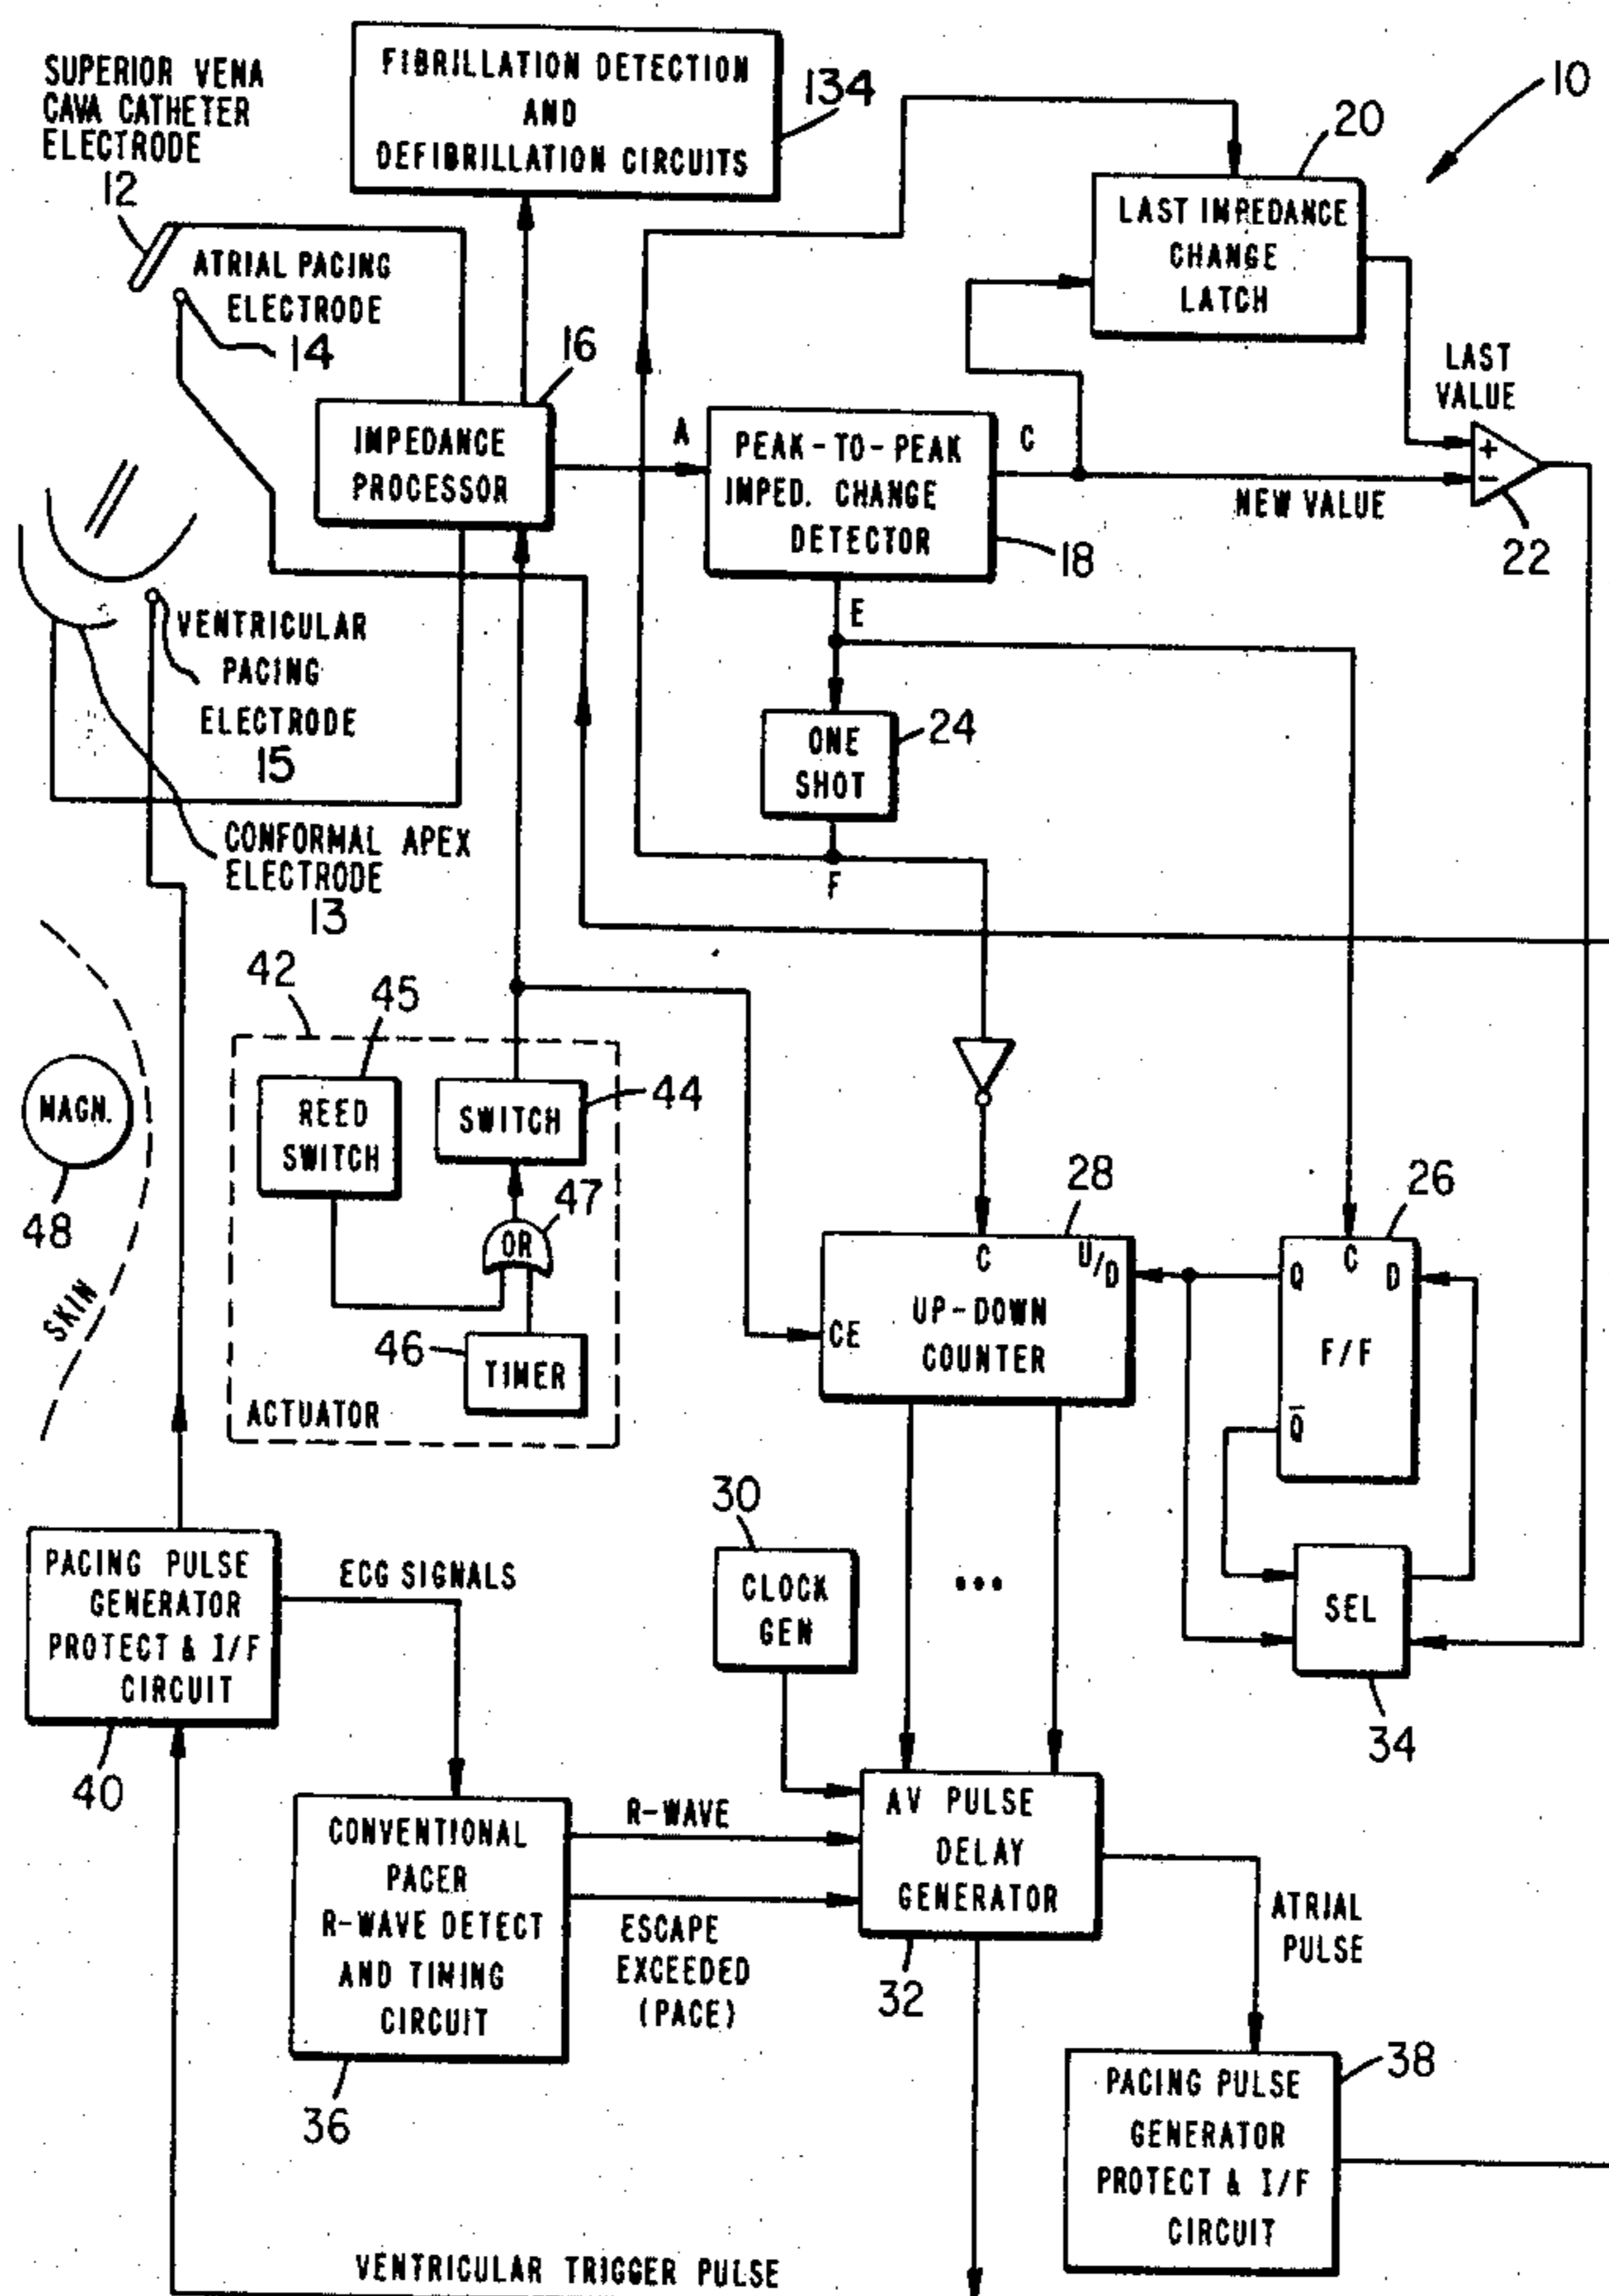 SUPERIOR VENA
CAVA CATHETER
ELECTRODE
12
FIBRILLATION DETECTION
AND
DEFIBRILLATION CIRCUITS
134
10
20
LAST IMPEDANCE
CHANGE
LATCH
ATRIAL PACING
ELECTRODE
14
16
IMPEDANCE
PROCESSOR
A
PEAK-TO-PEAK
IMPED. CHANGE
DETECTOR
18
C
NEW VALUE
LAST
VALUE
+
-
22
E
VENTRICULAR
PACING
ELECTRODE
15
ONE
SHOT
24
F
CONFORMAL APEX
ELECTRODE
13
42
45
REED
SWITCH
SWITCH
44
MAGN.
48
SKIN
OR
47
46
TIMER
ACTUATOR
28
C
U/D
CE
UP-DOWN
COUNTER
26
Q
C
D
F/F
Q̅
30
CLOCK
GEN
•••
SEL
34
PACING PULSE
GENERATOR
PROTECT & I/F
CIRCUIT
40
ECG SIGNALS
CONVENTIONAL
PACER
R-WAVE DETECT
AND TIMING
CIRCUIT
36
R-WAVE
ESCAPE
EXCEEDED
(PACE)
AV PULSE
DELAY
GENERATOR
32
ATRIAL
PULSE
38
PACING PULSE
GENERATOR
PROTECT & I/F
CIRCUIT
VENTRICULAR TRIGGER PULSE